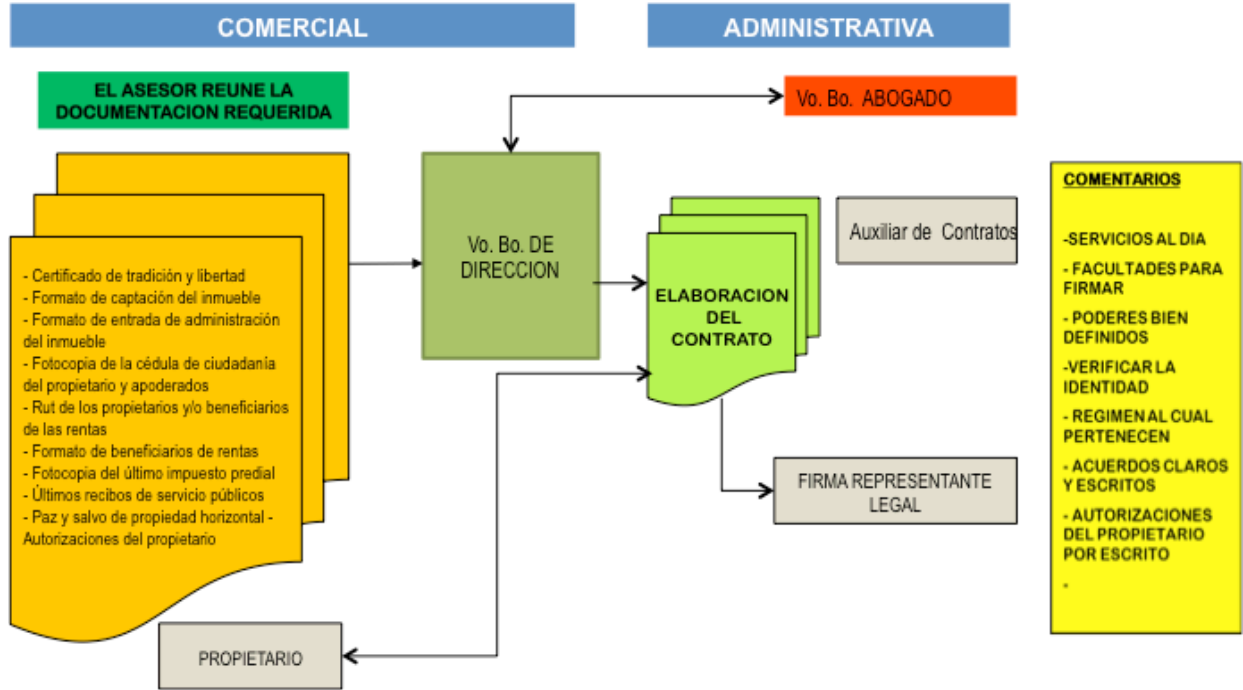 COMERCIAL
ADMINISTRATIVA
EL ASESOR REUNE LA
DOCUMENTACION REQUERIDA
Vo. Bo. ABOGADO
- Certificado de tradición y libertad
- Formato de captación del inmueble
- Formato de entrada de administración
del inmueble
- Fotocopia de la cédula de ciudadanía
del propietario y apoderados
- Rut de los propietarios y/o beneficiarios
de las rentas
- Formato de beneficiarios de rentas
- Fotocopia del último impuesto predial
- Últimos recibos de servicio públicos
- Paz y salvo de propiedad horizontal -
Autorizaciones del propietario
Vo. Bo. DE
DIRECCION
ELABORACION
DEL
CONTRATO
Auxiliar de Contratos
FIRMA REPRESENTANTE
LEGAL
PROPIETARIO
COMENTARIOS
-SERVICIOS AL DIA
- FACULTADES PARA
FIRMAR
- PODERES BIEN
DEFINIDOS
-VERIFICAR LA
IDENTIDAD
- REGIMEN AL CUAL
PERTENECEN
- ACUERDOS CLAROS
Y ESCRITOS
- AUTORIZACIONES
DEL PROPIETARIO
POR ESCRITO
-